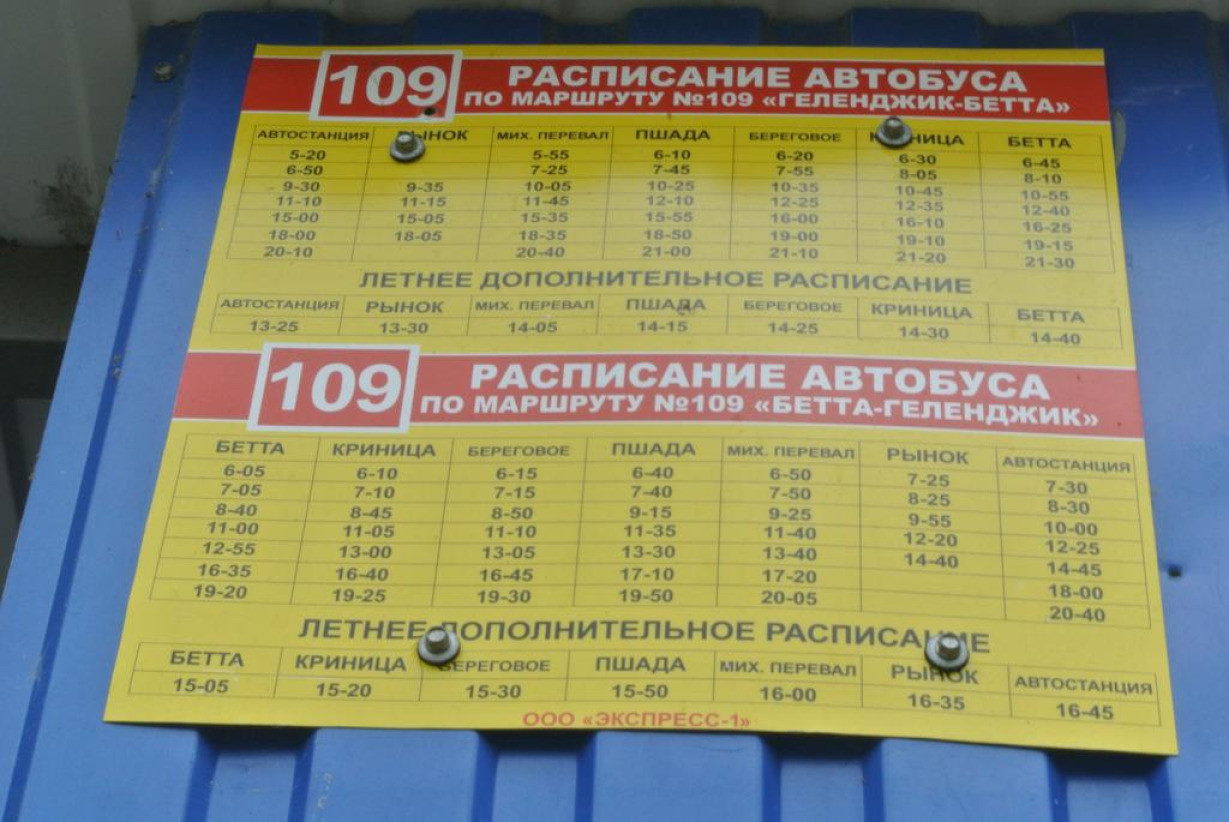 109 РАСПИСАНИЕ АВТОБУСА
ПО МАРШРУТУ №109 «ГЕЛЕНДЖИК-БЕТТА»
АВТОСТАНЦИЯ РЫНОК МИХ. ПЕРЕВАЛ ПШАДА БЕРЕГОВОЕ КРИНИЦА БЕТТА
5-20 5-55 6-10 6-20 6-30 6-45
6-50 7-25 7-45 7-55 8-05 8-10
9-30 9-35 10-05 10-25 10-35 10-45 10-55
11-10 11-15 11-45 12-10 12-25 12-35 12-40
15-00 15-05 15-35 15-55 16-00 16-10 16-25
18-00 18-05 18-35 18-50 19-00 19-10 19-15
20-10 20-40 21-00 21-10 21-20 21-30
ЛЕТНЕЕ ДОПОЛНИТЕЛЬНОЕ РАСПИСАНИЕ
АВТОСТАНЦИЯ РЫНОК МИХ. ПЕРЕВАЛ ПШАДА БЕРЕГОВОЕ КРИНИЦА БЕТТА
13-25 13-30 14-05 14-15 14-25 14-30 14-40
109 РАСПИСАНИЕ АВТОБУСА
ПО МАРШРУТУ №109 «БЕТТА-ГЕЛЕНДЖИК»
БЕТТА КРИНИЦА БЕРЕГОВОЕ ПШАДА МИХ. ПЕРЕВАЛ РЫНОК АВТОСТАНЦИЯ
6-05 6-10 6-15 6-40 6-50 7-25 7-30
7-05 7-10 7-15 7-40 7-50 8-25 8-30
8-40 8-45 8-50 9-15 9-25 9-55 10-00
11-00 11-05 11-10 11-35 11-40 12-20 12-25
12-55 13-00 13-05 13-30 13-40 14-40 14-45
16-35 16-40 16-45 17-10 17-20 18-00
19-20 19-25 19-30 19-50 20-05 20-40
ЛЕТНЕЕ ДОПОЛНИТЕЛЬНОЕ РАСПИСАНИЕ
БЕТТА КРИНИЦА БЕРЕГОВОЕ ПШАДА МИХ. ПЕРЕВАЛ РЫНОК АВТОСТАНЦИЯ
15-05 15-20 15-30 15-50 16-00 16-35 16-45
ООО «ЭКСПРЕСС-1»